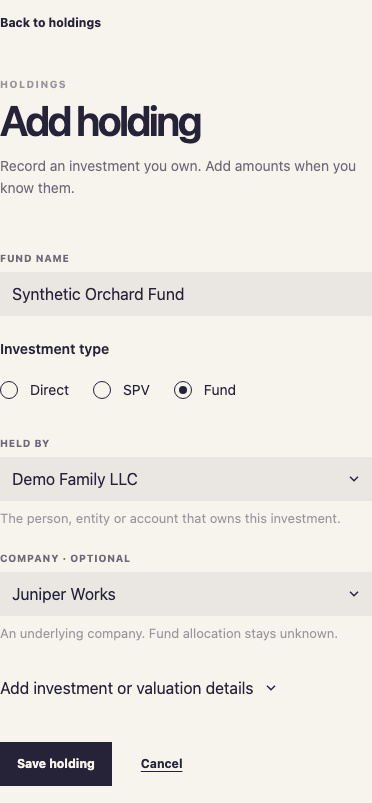 Back to holdings
HOLDINGS
Add holding
Record an investment you own. Add amounts when you
know them.
FUND NAME
Synthetic Orchard Fund
Investment type
Direct SPV Fund
HELD BY
Demo Family LLC
The person, entity or account that owns this investment.
COMPANY · OPTIONAL
Juniper Works
An underlying company. Fund allocation stays unknown.
Add investment or valuation details
Save holding Cancel